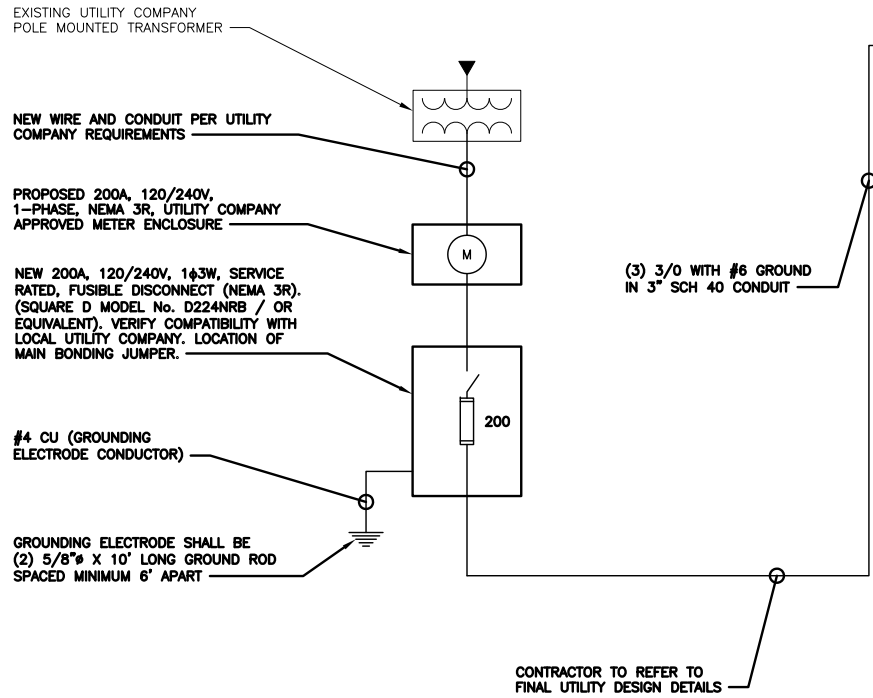 EXISTING UTILITY COMPANY
POLE MOUNTED TRANSFORMER
NEW WIRE AND CONDUIT PER UTILITY
COMPANY REQUIREMENTS
PROPOSED 200A, 120/240V,
1-PHASE, NEMA 3R, UTILITY COMPANY
APPROVED METER ENCLOSURE
M
NEW 200A, 120/240V, 1ϕ3W, SERVICE
RATED, FUSIBLE DISCONNECT (NEMA 3R).
(SQUARE D MODEL No. D224NRB / OR
EQUIVALENT). VERIFY COMPATIBILITY WITH
LOCAL UTILITY COMPANY. LOCATION OF
MAIN BONDING JUMPER.
(3) 3/0 WITH #6 GROUND
IN 3" SCH 40 CONDUIT
200
#4 CU (GROUNDING
ELECTRODE CONDUCTOR)
GROUNDING ELECTRODE SHALL BE
(2) 5/8"ø X 10' LONG GROUND ROD
SPACED MINIMUM 6' APART
CONTRACTOR TO REFER TO
FINAL UTILITY DESIGN DETAILS